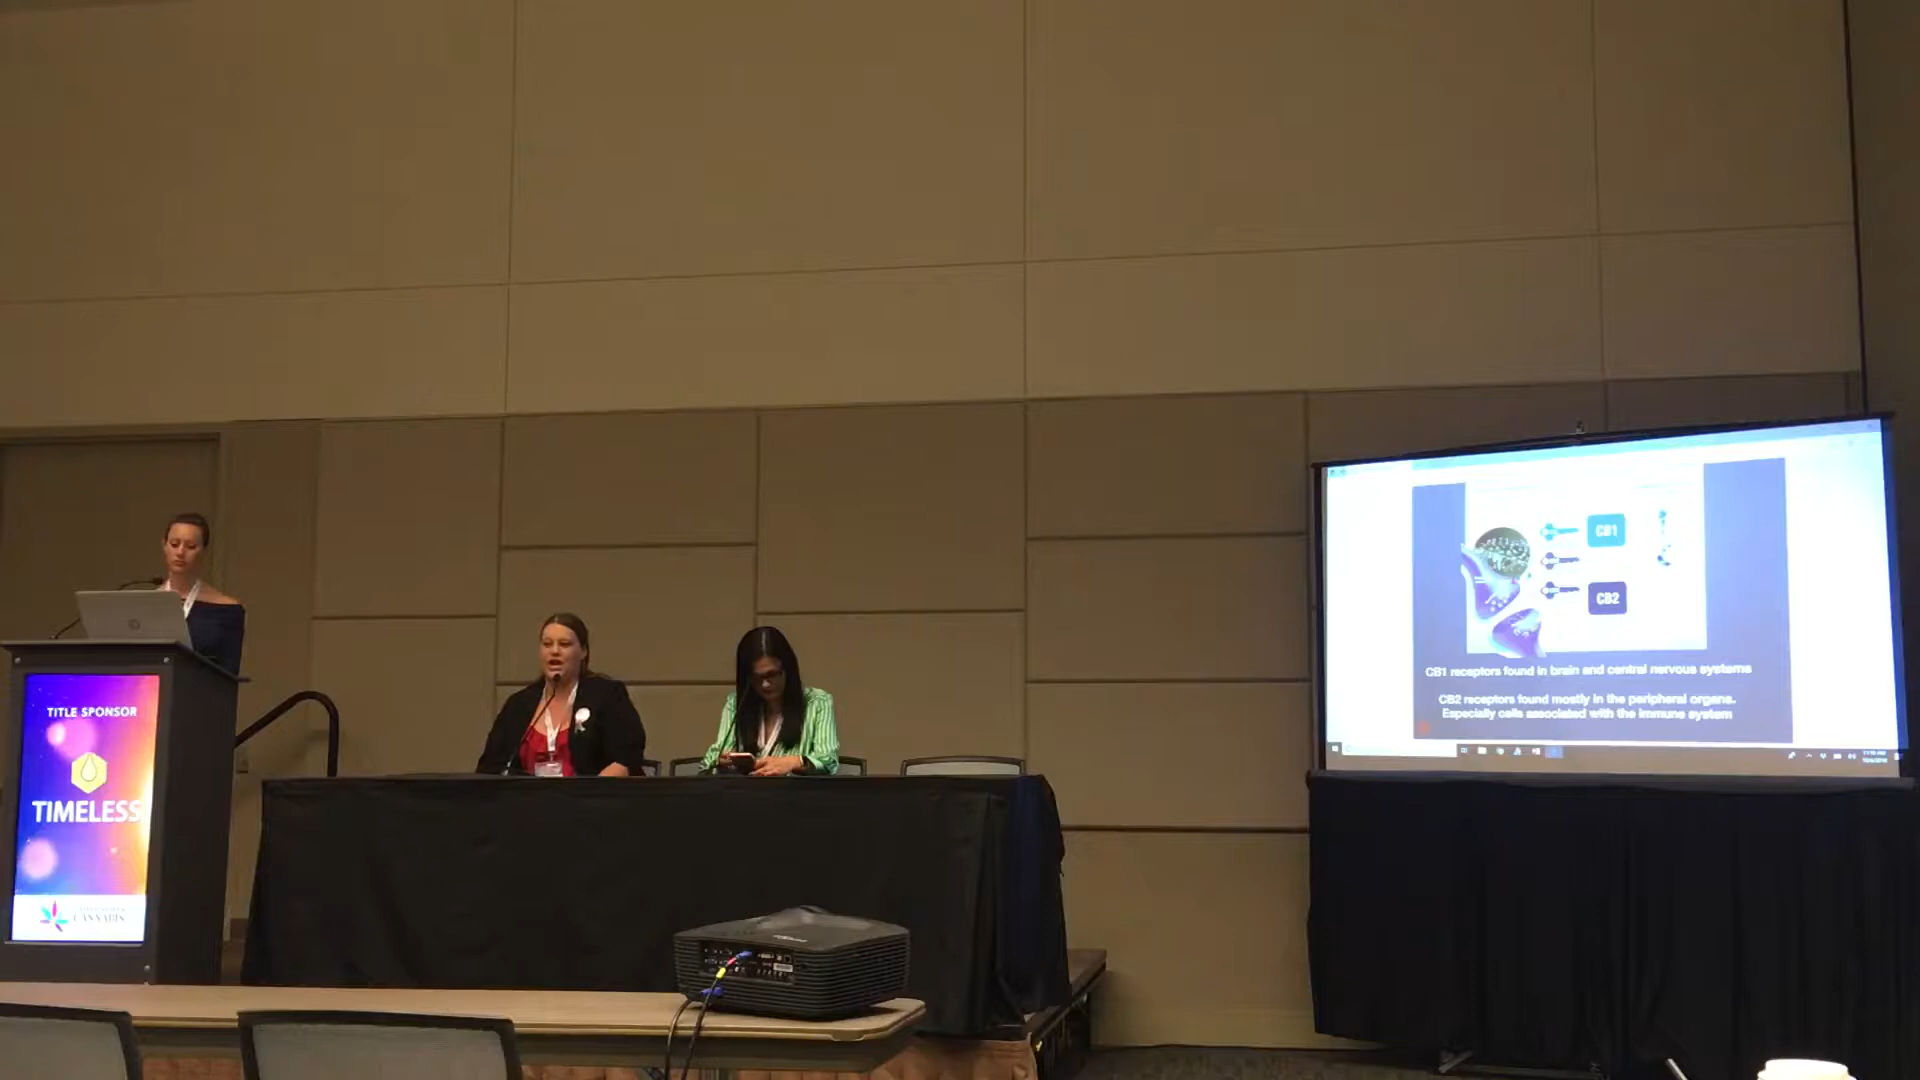 TITLE SPONSOR
TIMELESS
CANNABIS
CB1
CB2
CB1 receptors found in brain and central nervous systems
CB2 receptors found mostly in the peripheral organs.
Especially cells associated with the immune system